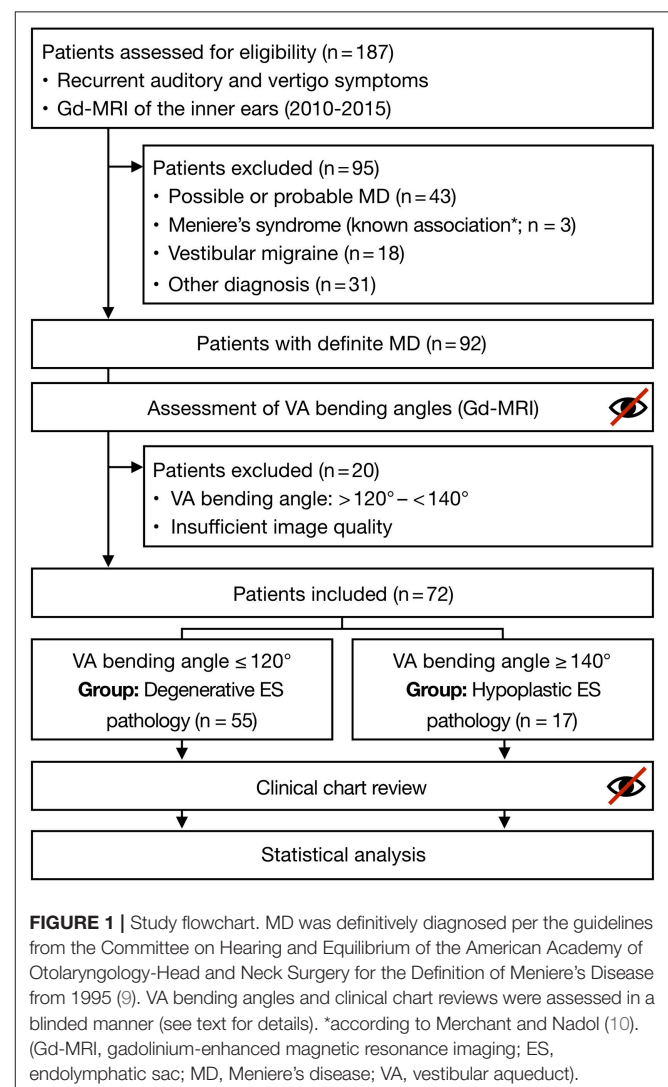 Patients assessed for eligibility (n=187)
• Recurrent auditory and vertigo symptoms
• Gd-MRI of the inner ears (2010-2015)
Patients excluded (n=95)
• Possible or probable MD (n=43)
• Meniere's syndrome (known association*; n = 3)
• Vestibular migraine (n=18)
• Other diagnosis (n=31)
Patients with definite MD (n=92)
Assessment of VA bending angles (Gd-MRI)
Patients excluded (n=20)
• VA bending angle: >120°– <140°
• Insufficient image quality
Patients included (n=72)
VA bending angle ≤120°
Group: Degenerative ES
pathology (n = 55)
VA bending angle ≥140°
Group: Hypoplastic ES
pathology (n = 17)
Clinical chart review
Statistical analysis
FIGURE 1 | Study flowchart. MD was definitively diagnosed per the guidelines
from the Committee on Hearing and Equilibrium of the American Academy of
Otolaryngology-Head and Neck Surgery for the Definition of Meniere's Disease
from 1995 (9). VA bending angles and clinical chart reviews were assessed in a
blinded manner (see text for details). *according to Merchant and Nadol (10).
(Gd-MRI, gadolinium-enhanced magnetic resonance imaging; ES,
endolymphatic sac; MD, Meniere's disease; VA, vestibular aqueduct).